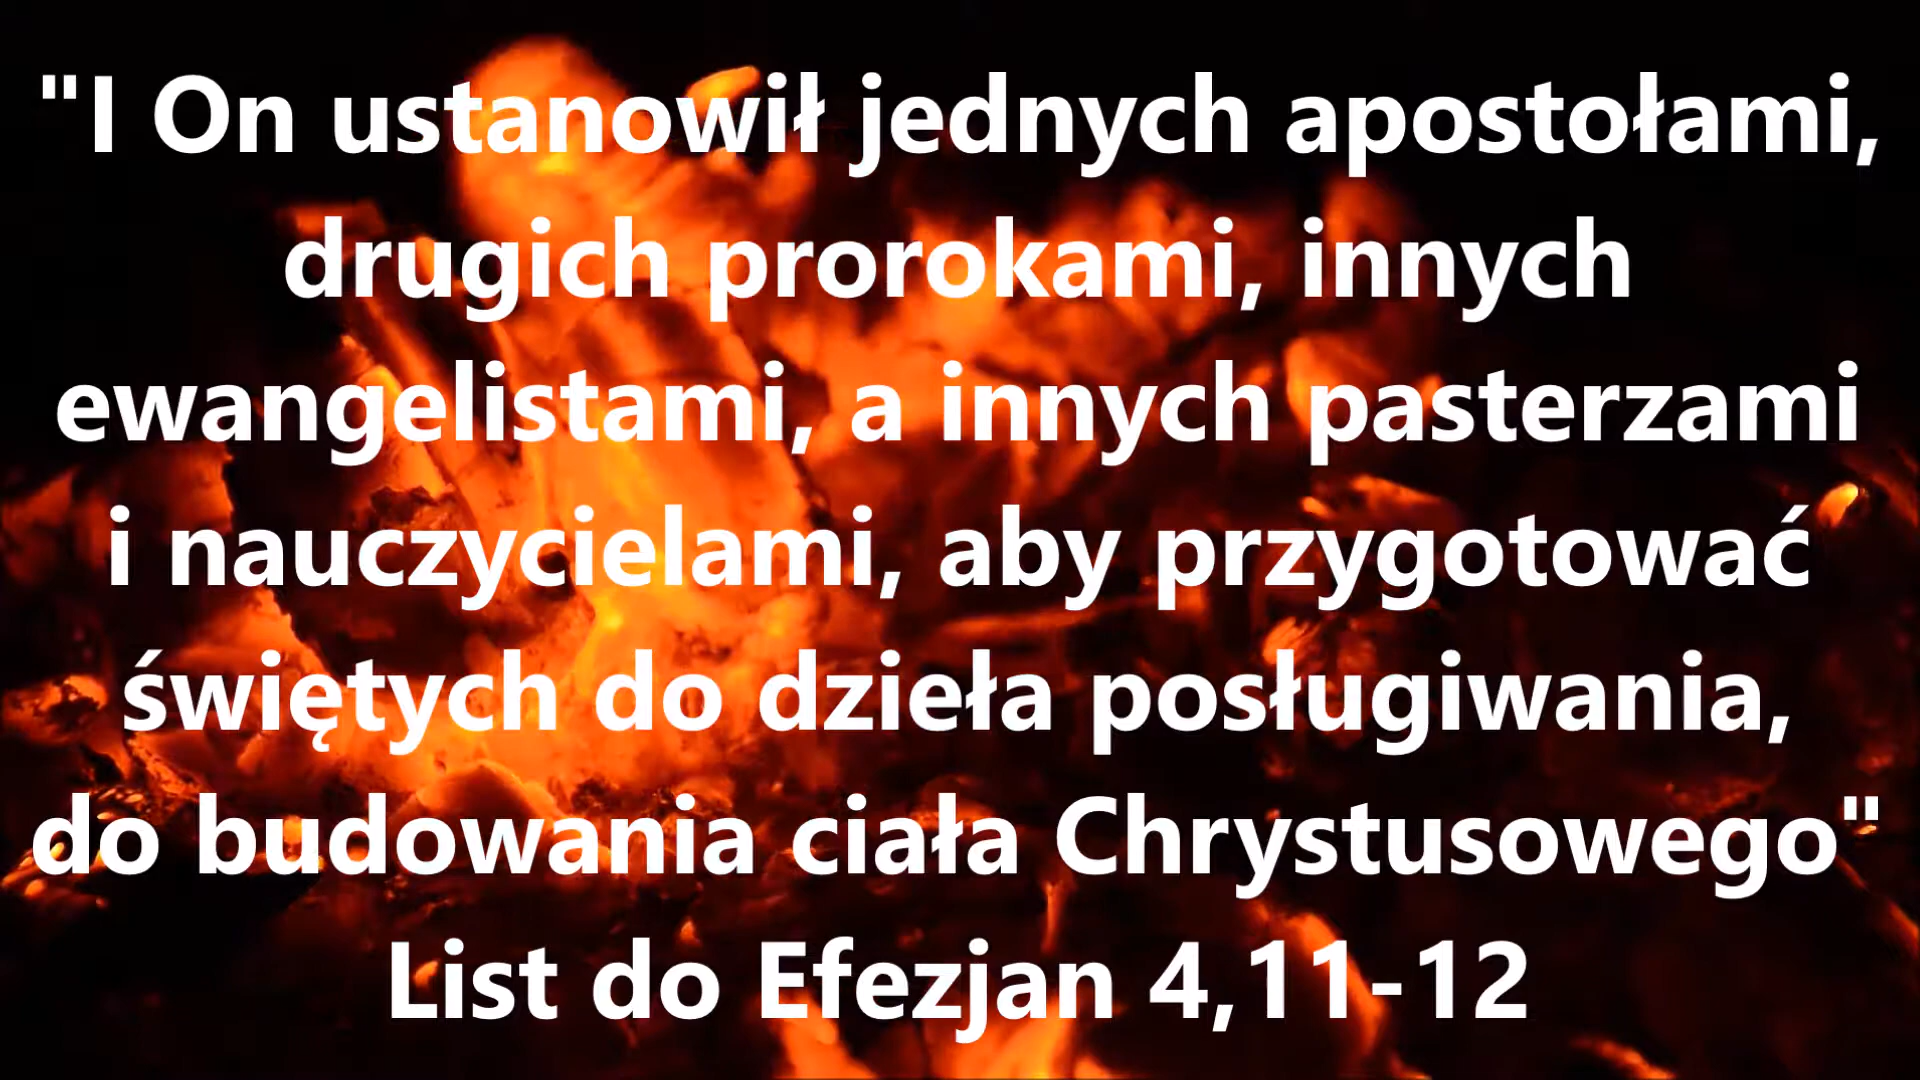 "I On ustanowił jednych apostołami,
drugich prorokami, innych
ewangelistami, a innych pasterzami
i nauczycielami, aby przygotować
świętych do dzieła posługiwania,
do budowania ciała Chrystusowego"
List do Efezjan 4,11-12